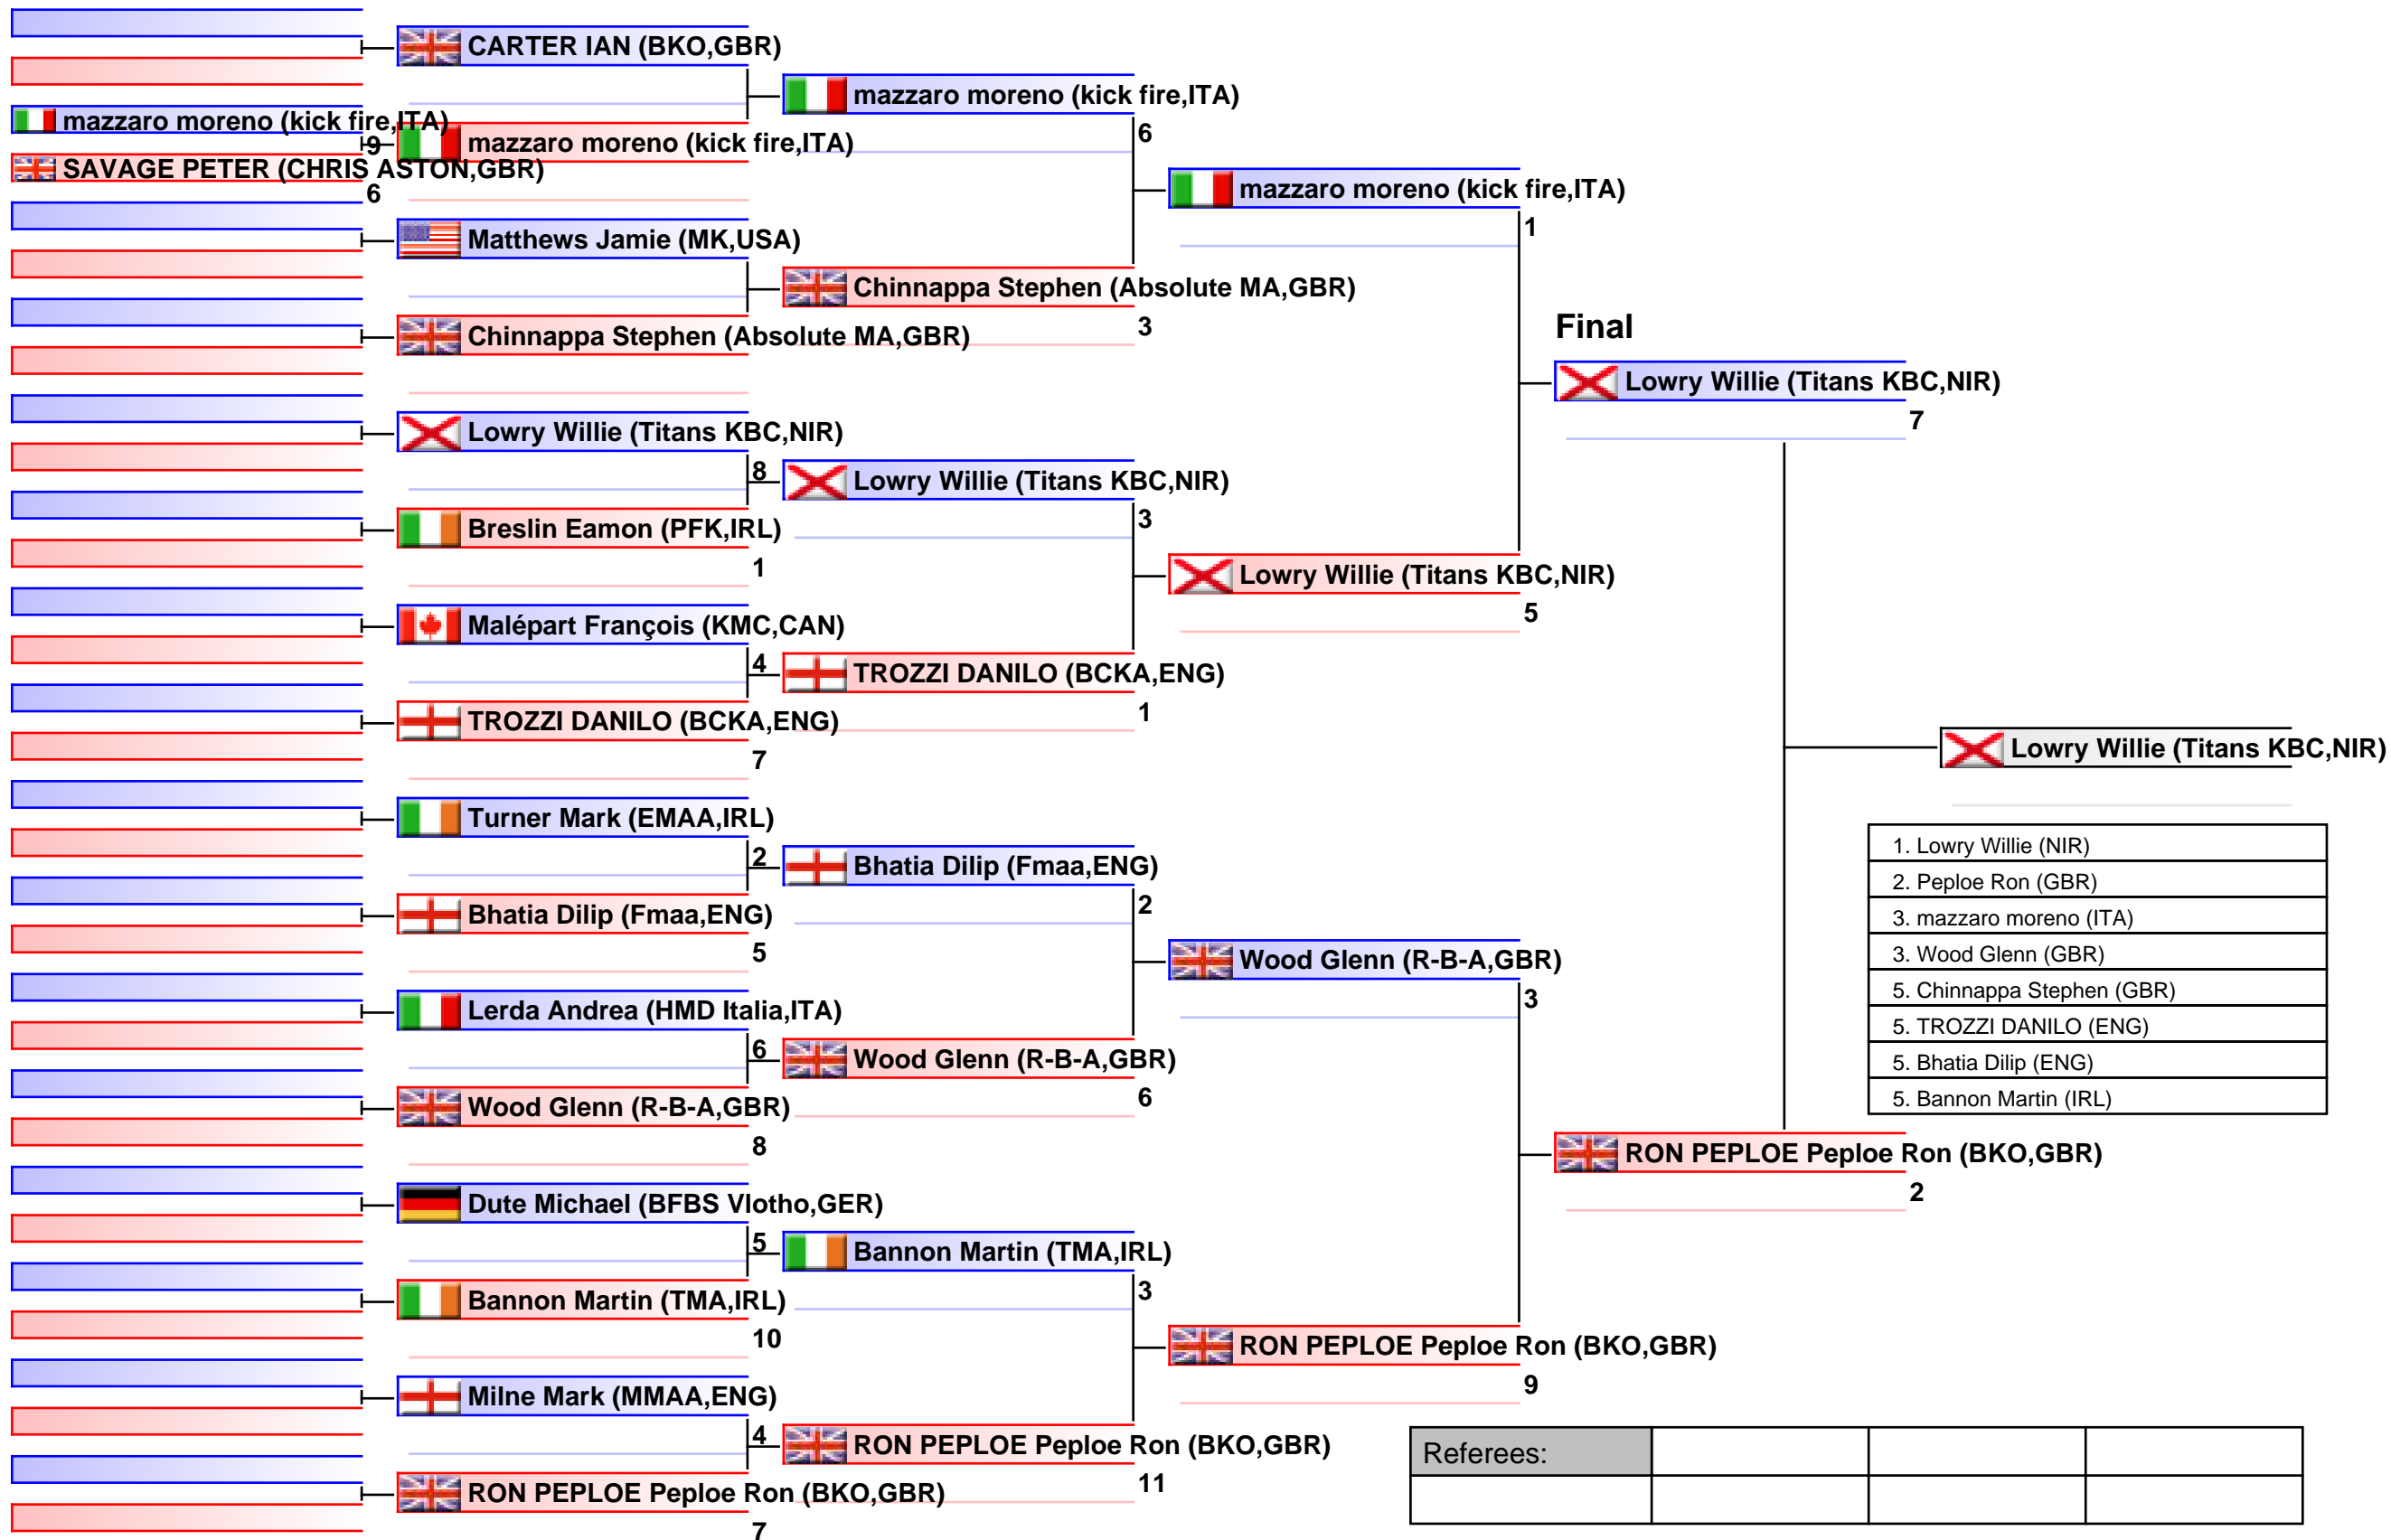 mazzaro moreno (kick fire,ITA)
9
SAVAGE PETER (CHRIS ASTON,GBR)
6
CARTER IAN (BKO,GBR)
mazzaro moreno (kick fire,ITA)
Matthews Jamie (MK,USA)
Chinnappa Stephen (Absolute MA,GBR)
Lowry Willie (Titans KBC,NIR)
8
Breslin Eamon (PFK,IRL)
1
Malépart François (KMC,CAN)
4
TROZZI DANILO (BCKA,ENG)
7
Turner Mark (EMAA,IRL)
2
Bhatia Dilip (Fmaa,ENG)
5
Lerda Andrea (HMD Italia,ITA)
6
Wood Glenn (R-B-A,GBR)
8
Dute Michael (BFBS Vlotho,GER)
5
Bannon Martin (TMA,IRL)
10
Milne Mark (MMAA,ENG)
4
RON PEPLOE Peploe Ron (BKO,GBR)
7
mazzaro moreno (kick fire,ITA)
6
Chinnappa Stephen (Absolute MA,GBR)
3
Lowry Willie (Titans KBC,NIR)
3
TROZZI DANILO (BCKA,ENG)
1
Bhatia Dilip (Fmaa,ENG)
2
Wood Glenn (R-B-A,GBR)
6
Bannon Martin (TMA,IRL)
3
RON PEPLOE Peploe Ron (BKO,GBR)
11
mazzaro moreno (kick fire,ITA)
1
Lowry Willie (Titans KBC,NIR)
5
Wood Glenn (R-B-A,GBR)
3
RON PEPLOE Peploe Ron (BKO,GBR)
9
Final
Lowry Willie (Titans KBC,NIR)
7
RON PEPLOE Peploe Ron (BKO,GBR)
2
Lowry Willie (Titans KBC,NIR)
1. Lowry Willie (NIR)
2. Peploe Ron (GBR)
3. mazzaro moreno (ITA)
3. Wood Glenn (GBR)
5. Chinnappa Stephen (GBR)
5. TROZZI DANILO (ENG)
5. Bhatia Dilip (ENG)
5. Bannon Martin (IRL)
Referees: